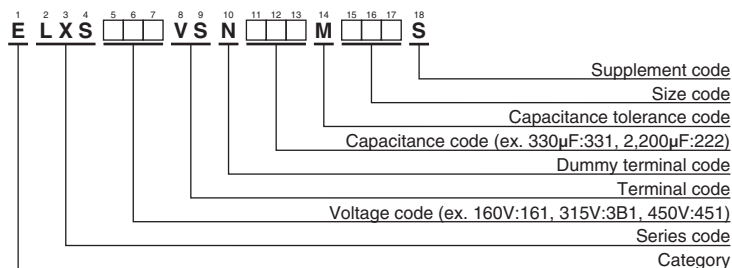 1 2 3 4 5 6 7 8 9 10 11 12 13 14 15 16 17 18
E L X S □□□ V S N □□□ M □□□ S
Supplement code
Size code
Capacitance tolerance code
Capacitance code (ex. 330µF:331, 2,200µF:222)
Dummy terminal code
Terminal code
Voltage code (ex. 160V:161, 315V:3B1, 450V:451)
Series code
Category